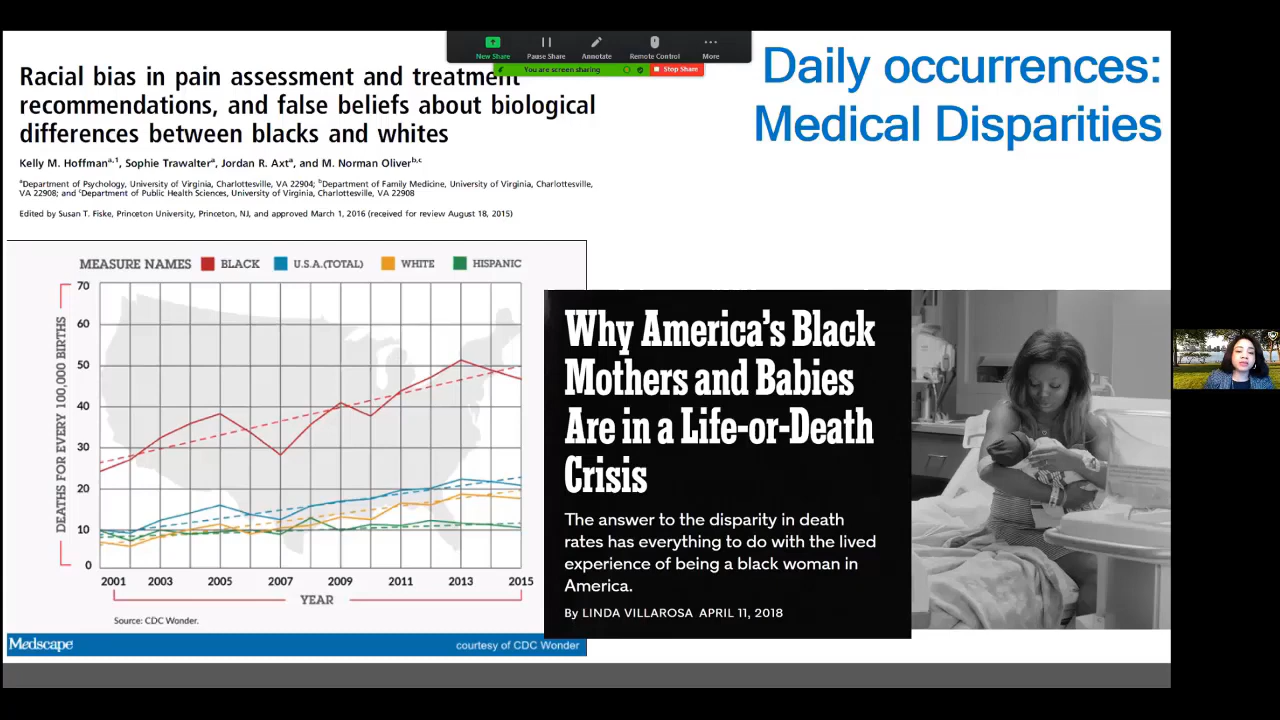 New Share
Pause Share
Annotate
Remote Control
More
You are screen sharing
Stop Share
Daily occurrences:
Medical Disparities
Racial bias in pain assessment and treatment
recommendations, and false beliefs about biological
differences between blacks and whites
Kelly M. Hoffmanᵃ,¹, Sophie Trawalterᵃ, Jordan R. Axtᵃ, and M. Norman Oliverᵇ,ᶜ
ᵃDepartment of Psychology, University of Virginia, Charlottesville, VA 22904; ᵇDepartment of Family Medicine, University of Virginia, Charlottesville,
VA 22908; and ᶜDepartment of Public Health Sciences, University of Virginia, Charlottesville, VA 22908
Edited by Susan T. Fiske, Princeton University, Princeton, NJ, and approved March 1, 2016 (received for review August 18, 2015)
MEASURE NAMES BLACK U.S.A.(TOTAL) WHITE HISPANIC
DEATHS FOR EVERY 100,000 BIRTHS
70
60
50
40
30
20
10
0
2001 2003 2005 2007 2009 2011 2013 2015
YEAR
Source: CDC Wonder.
Medscape
courtesy of CDC Wonder
Why America's Black
Mothers and Babies
Are in a Life-or-Death
Crisis
The answer to the disparity in death
rates has everything to do with the lived
experience of being a black woman in
America.
By LINDA VILLAROSA APRIL 11, 2018